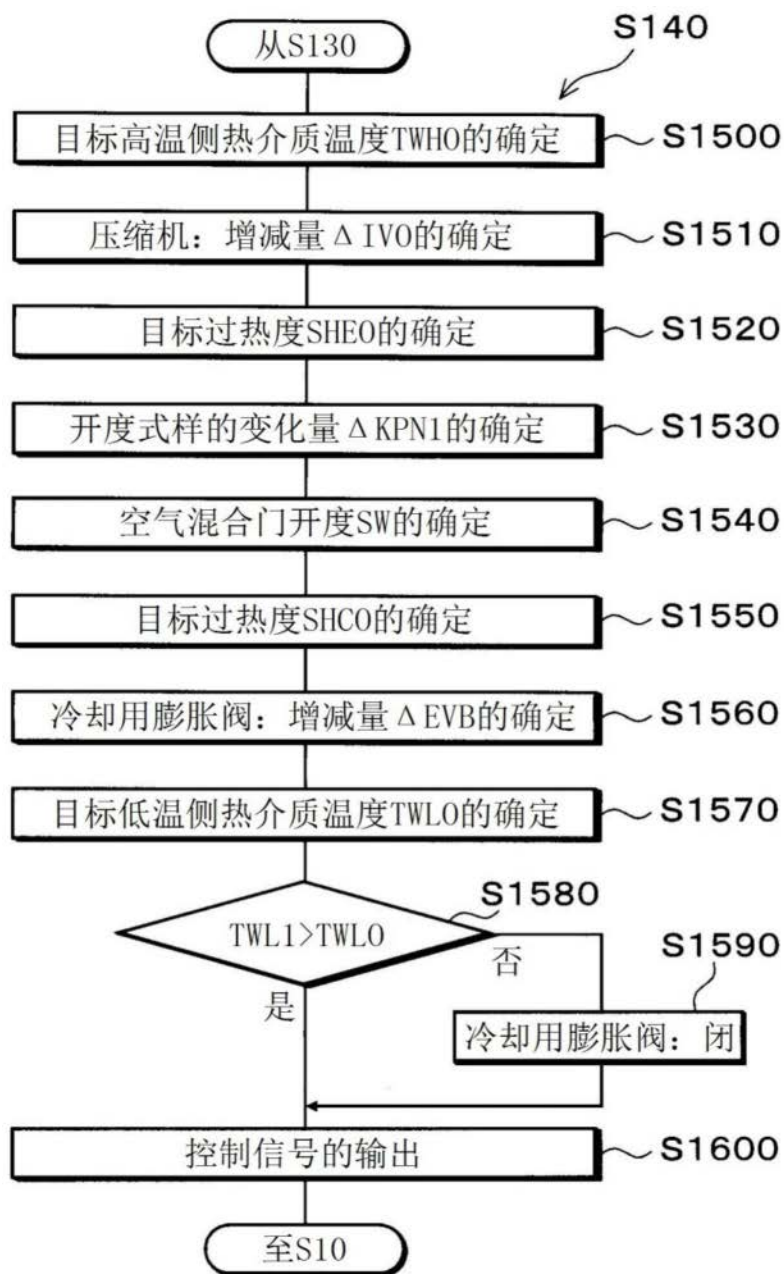 从S130
S140
目标高温侧热介质温度TWHO的确定
S1500
压缩机：增减量ΔIVO的确定
S1510
目标过热度SHEO的确定
S1520
开度式样的变化量ΔKPN1的确定
S1530
空气混合门开度SW的确定
S1540
目标过热度SHCO的确定
S1550
冷却用膨胀阀：增减量ΔEVB的确定
S1560
目标低温侧热介质温度TWLO的确定
S1570
S1580
TWL1>TWLO
否
是
S1590
冷却用膨胀阀：闭
控制信号的输出
S1600
至S10